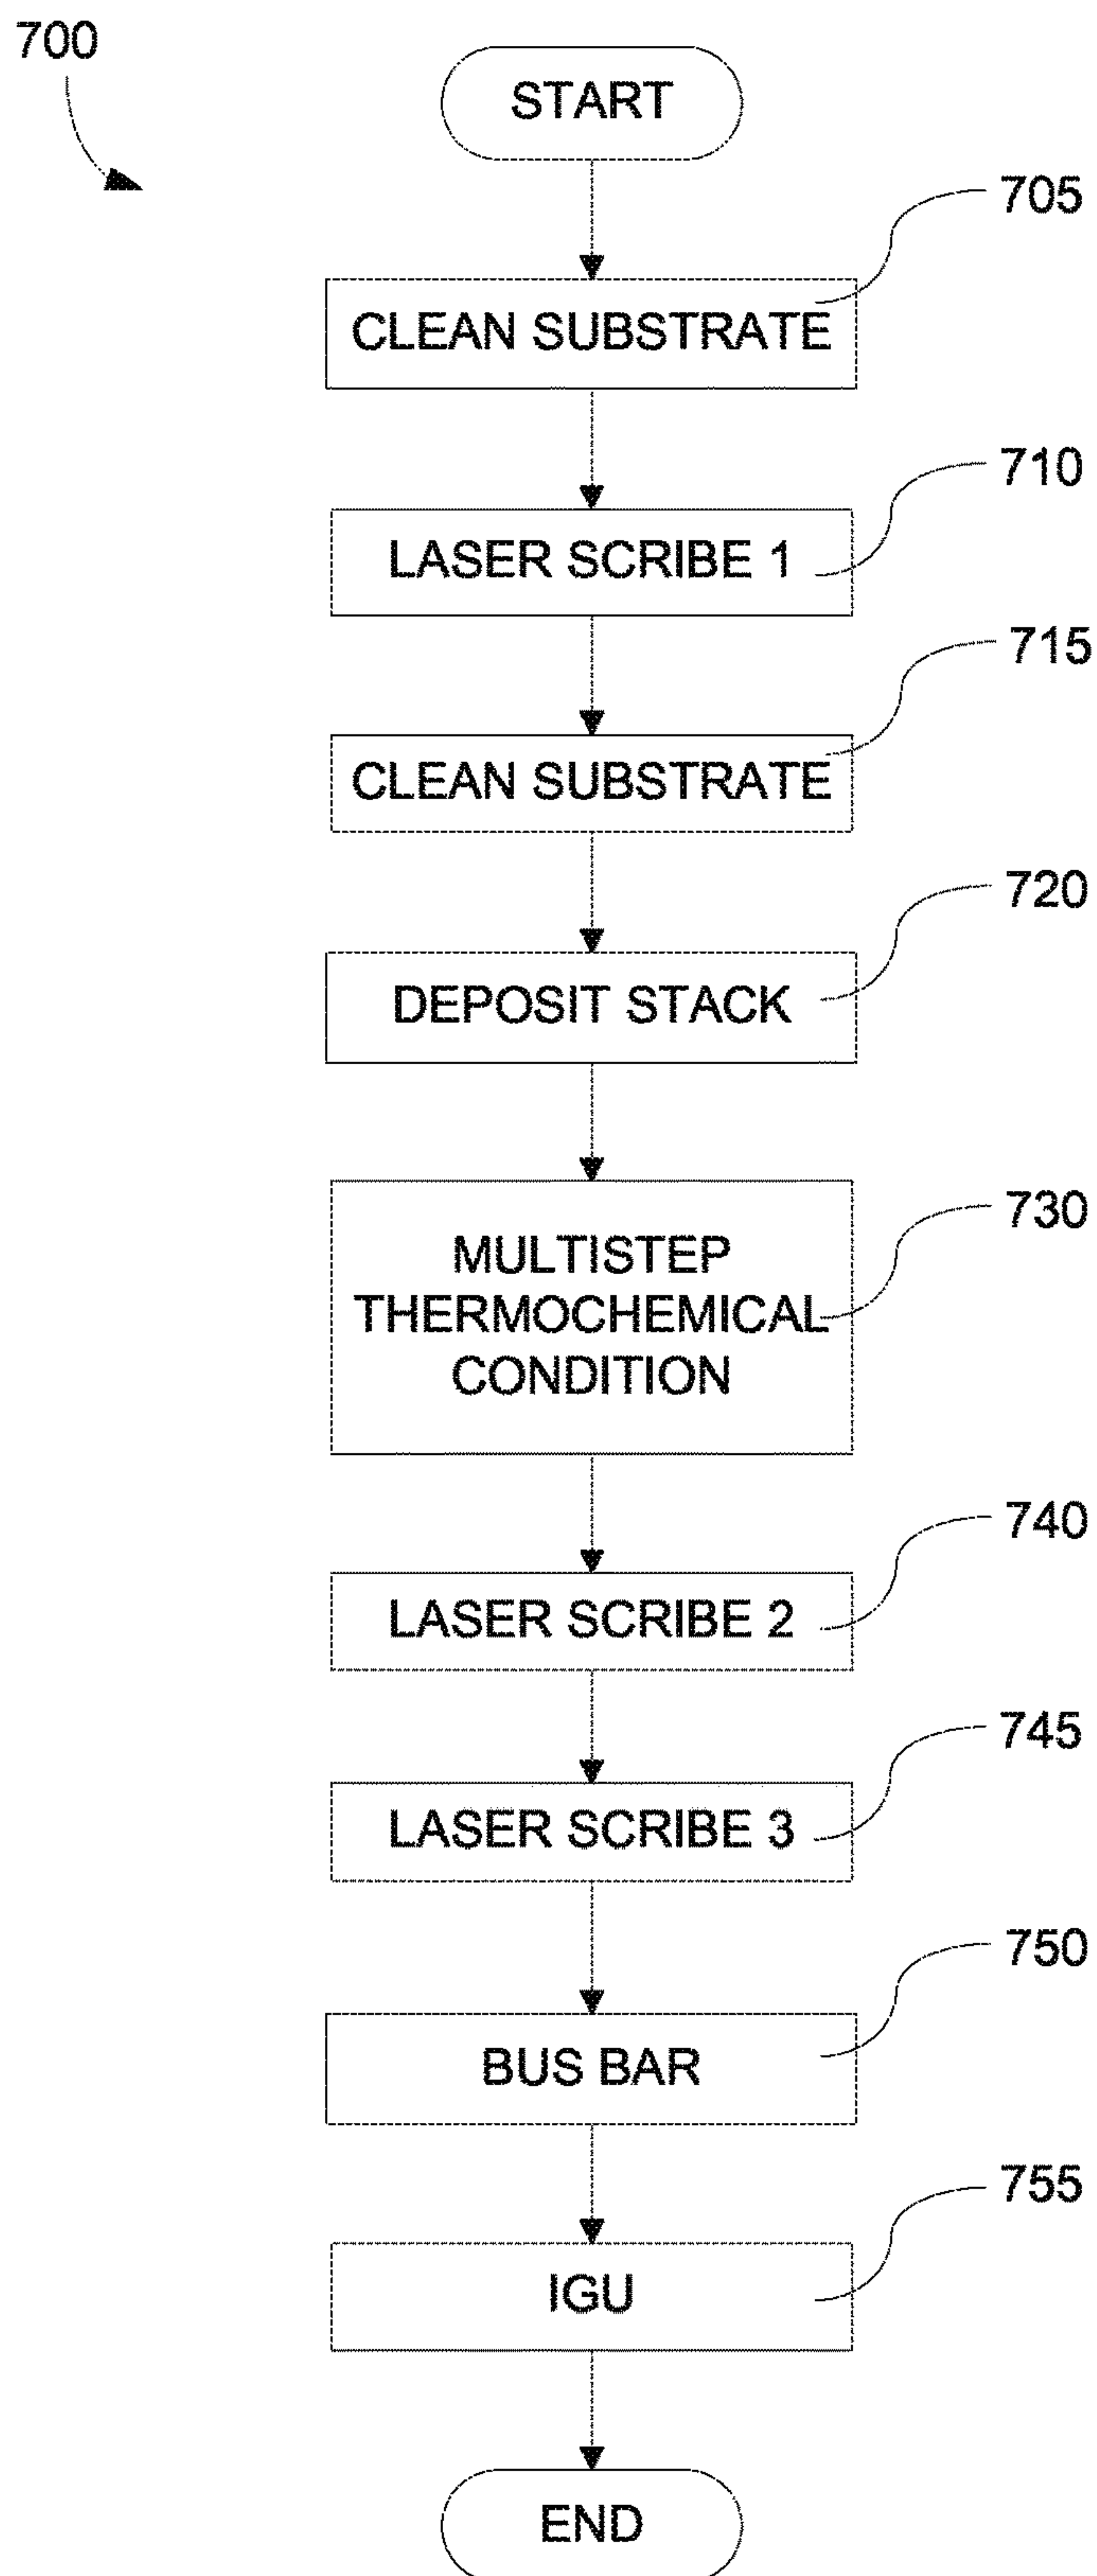 700
START
705
CLEAN SUBSTRATE
710
LASER SCRIBE 1
715
CLEAN SUBSTRATE
720
DEPOSIT STACK
730
MULTISTEP
THERMOCHEMICAL
CONDITION
740
LASER SCRIBE 2
745
LASER SCRIBE 3
750
BUS BAR
755
IGU
END